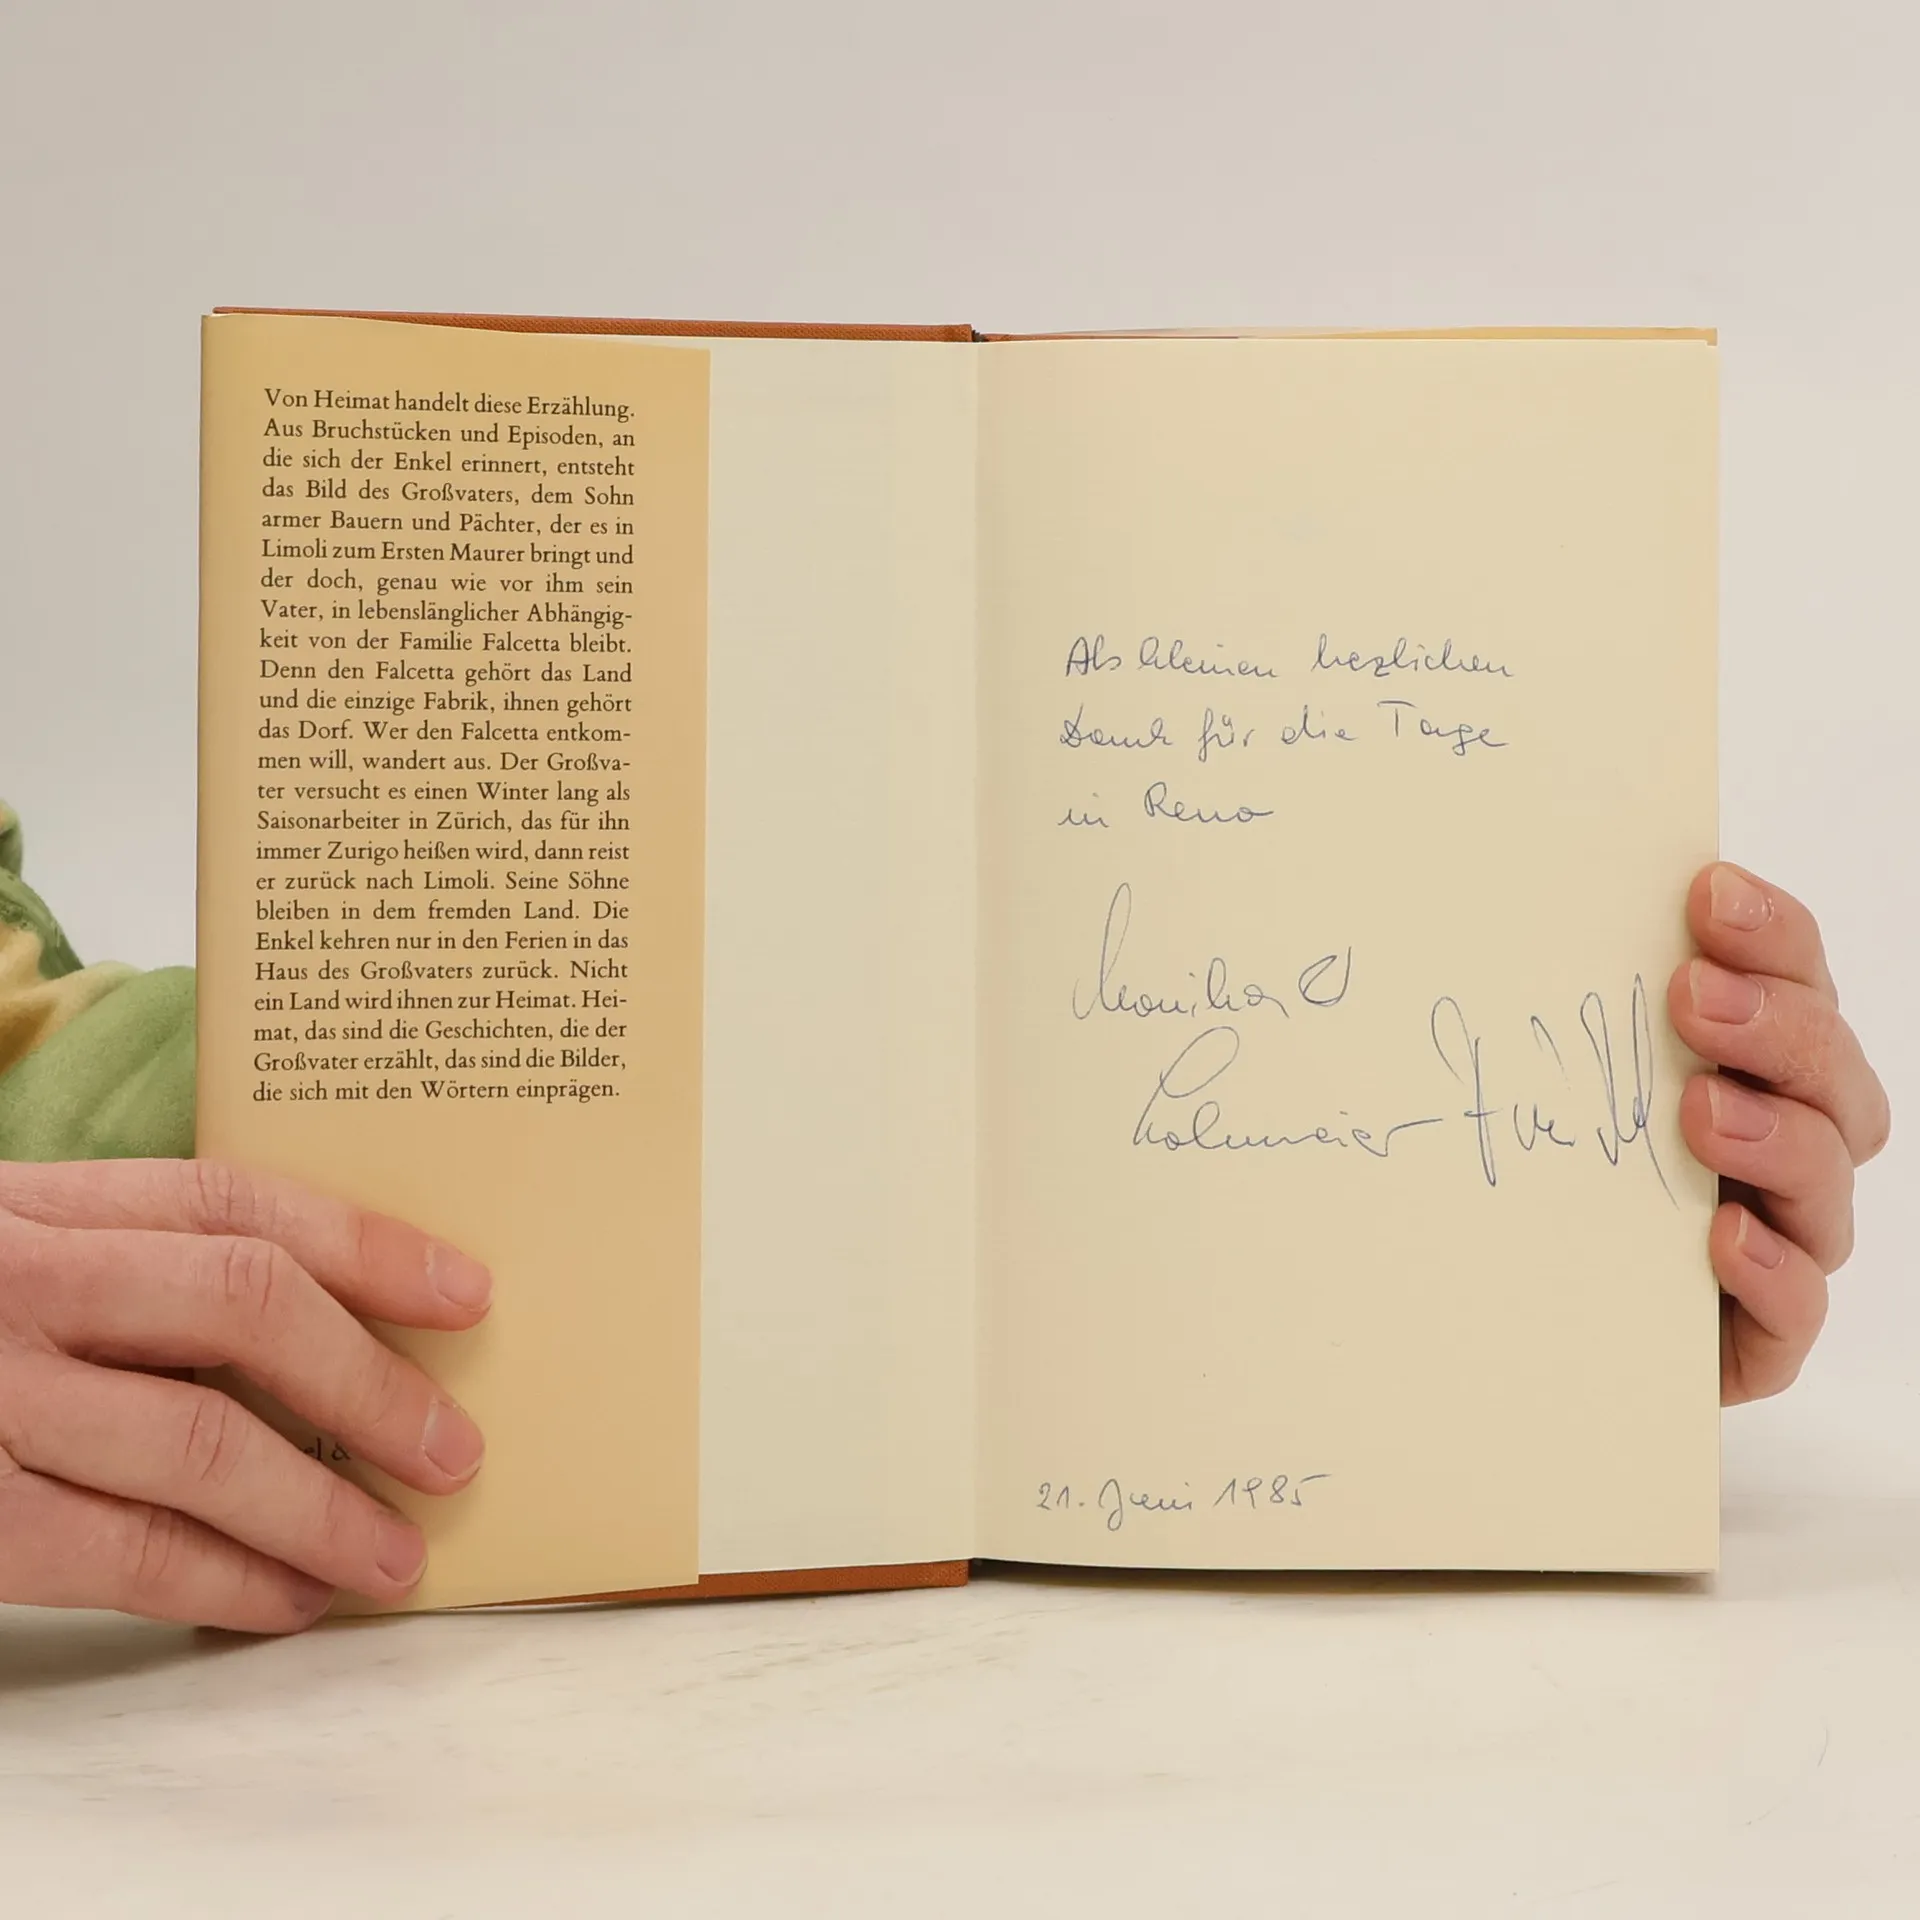 Von Heimat handelt diese Erzählung.
Aus Bruchstücken und Episoden, an
die sich der Enkel erinnert, entsteht
das Bild des Großvaters, dem Sohn
armer Bauern und Pächter, der es in
Limoli zum Ersten Maurer bringt und
der doch, genau wie vor ihm sein
Vater, in lebenslänglicher Abhängig-
keit von der Familie Falcetta bleibt.
Denn den Falcetta gehört das Land
und die einzige Fabrik, ihnen gehört
das Dorf. Wer den Falcetta entkom-
men will, wandert aus. Der Großva-
ter versucht es einen Winter lang als
Saisonarbeiter in Zürich, das für ihn
immer Zurigo heißen wird, dann reist
er zurück nach Limoli. Seine Söhne
bleiben in dem fremden Land. Die
Enkel kehren nur in den Ferien in das
Haus des Großvaters zurück. Nicht
ein Land wird ihnen zur Heimat. Hei-
mat, das sind die Geschichten, die der
Großvater erzählt, das sind die Bilder,
die sich mit den Wörtern einprägen.
el &
Als kleinen herzlichen
Dank für die Tage
in Reno
Monika
21. Juni 1985